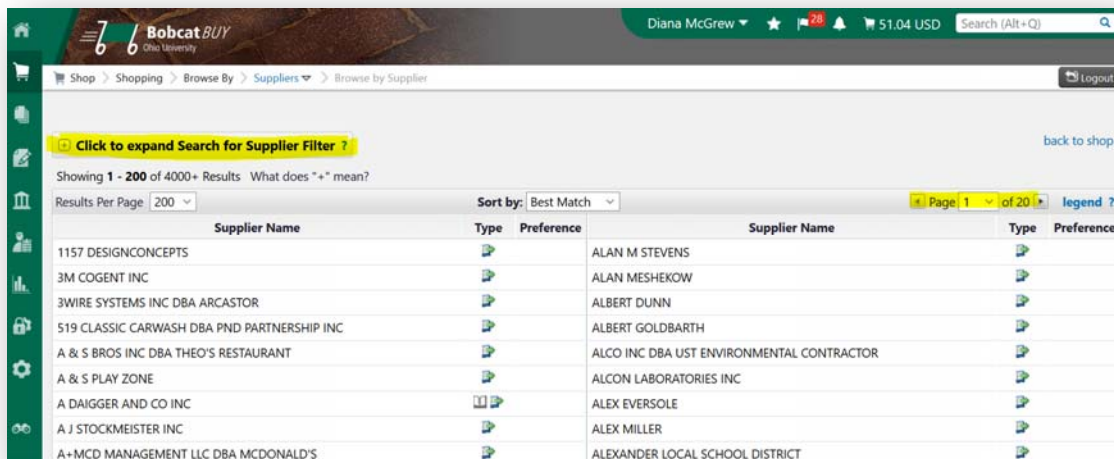 Bobcat BUY
Ohio University
Diana McGrew 28 51.04 USD Search (Alt+Q)
Shop > Shopping > Browse By > Suppliers > Browse by Supplier
Logout
Click to expand Search for Supplier Filter ?
back to shop
Showing 1 - 200 of 4000+ Results What does "+" mean?
Results Per Page 200 Sort by: Best Match Page 1 of 20 legend ?
Supplier Name Type Preference Supplier Name Type Preference
1157 DESIGNCONCEPTS ALAN M STEVENS
3M COGENT INC ALAN MESHEKOW
3WIRE SYSTEMS INC DBA ARCASTOR ALBERT DUNN
519 CLASSIC CARWASH DBA PND PARTNERSHIP INC ALBERT GOLDBARTH
A & S BROS INC DBA THEO'S RESTAURANT ALCO INC DBA UST ENVIRONMENTAL CONTRACTOR
A & S PLAY ZONE ALCON LABORATORIES INC
A DAIGGER AND CO INC ALEX EVERSOLE
A J STOCKMEISTER INC ALEX MILLER
A+MCD MANAGEMENT LLC DBA MCDONALD'S ALEXANDER LOCAL SCHOOL DISTRICT